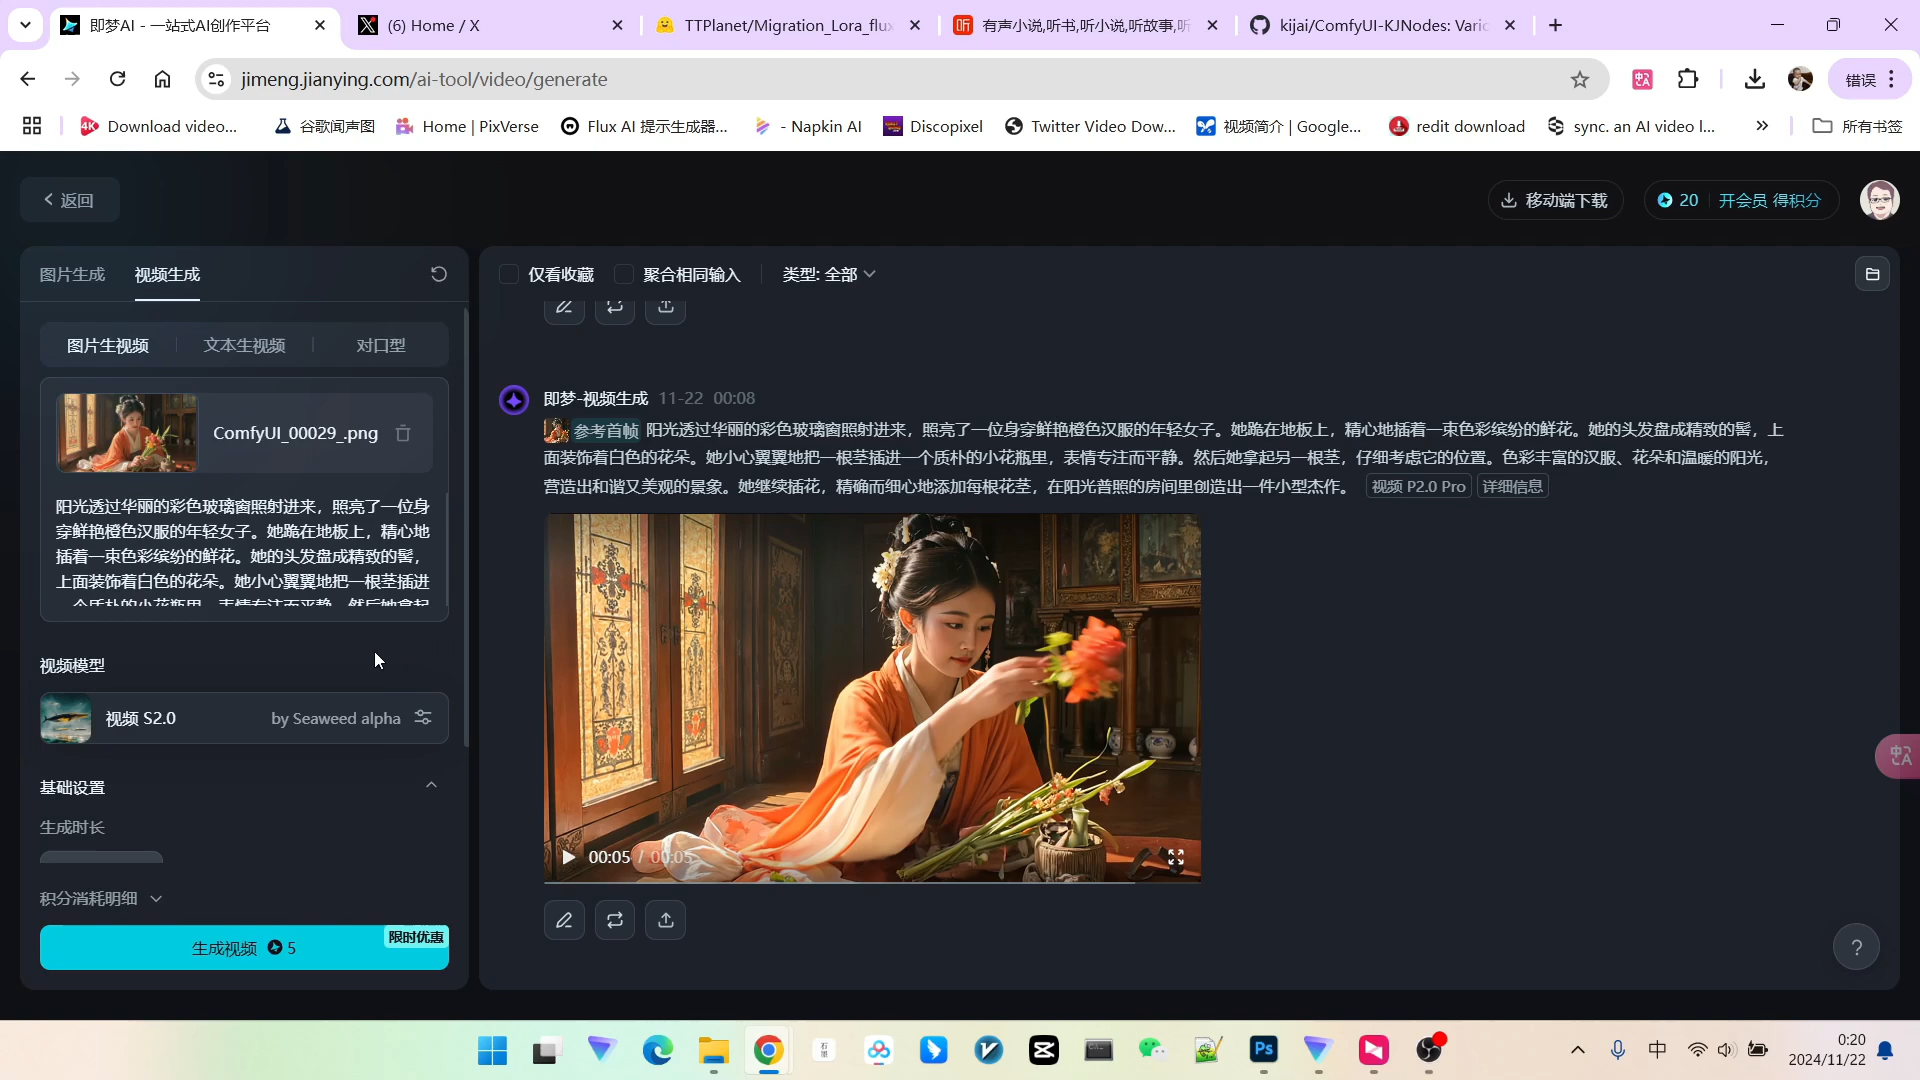 即梦AI - 一站式AI创作平台
(6) Home / X
TTPlanet/Migration_Lora_flux
有声小说,听书,听小说,听故事,听
kijai/ComfyUI-KJNodes: Vario
jimeng.jianying.com/ai-tool/video/generate
错误
Download video...
谷歌闻声图
Home | PixVerse
Flux AI 提示生成器...
- Napkin AI
Discopixel
Twitter Video Dow...
视频简介 | Google...
redit download
sync. an AI video l...
所有书签
返回
移动端下载
20
开会员 得积分
图片生成
视频生成
仅看收藏
聚合相同输入
类型: 全部
图片生视频
文本生视频
对口型
ComfyUI_00029_.png
阳光透过华丽的彩色玻璃窗照射进来，照亮了一位身
穿鲜艳橙色汉服的年轻女子。她跪在地板上，精心地
插着一束色彩缤纷的鲜花。她的头发盘成精致的髻，
上面装饰着白色的花朵。她小心翼翼地把一根茎插进
一个质朴的小花瓶里，表情专注而平静。然后她拿起
视频模型
视频 S2.0
by Seaweed alpha
基础设置
生成时长
积分消耗明细
限时优惠
生成视频 5
即梦-视频生成 11-22 00:08
参考首帧 阳光透过华丽的彩色玻璃窗照射进来，照亮了一位身穿鲜艳橙色汉服的年轻女子。她跪在地板上，精心地插着一束色彩缤纷的鲜花。她的头发盘成精致的髻，上
面装饰着白色的花朵。她小心翼翼地把一根茎插进一个质朴的小花瓶里，表情专注而平静。然后她拿起另一根茎，仔细考虑它的位置。色彩丰富的汉服、花朵和温暖的阳光，
营造出和谐又美观的景象。她继续插花，精确而细心地添加每根花茎，在阳光普照的房间里创造出一件小型杰作。 视频 P2.0 Pro 详细信息
00:05 / 00:05
?
中
0:20
2024/11/22